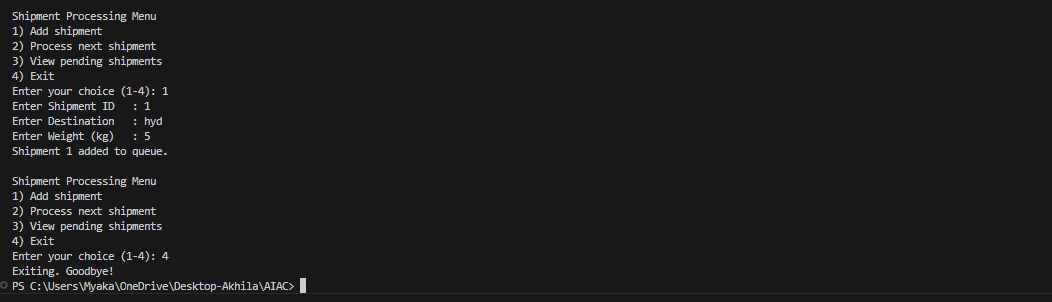 Shipment Processing Menu
1) Add shipment
2) Process next shipment
3) View pending shipments
4) Exit
Enter your choice (1-4): 1
Enter Shipment ID   : 1
Enter Destination   : hyd
Enter Weight (kg)   : 5
Shipment 1 added to queue.

Shipment Processing Menu
1) Add shipment
2) Process next shipment
3) View pending shipments
4) Exit
Enter your choice (1-4): 4
Exiting. Goodbye!
PS C:\Users\Myaka\OneDrive\Desktop-Akhila\AIAC>